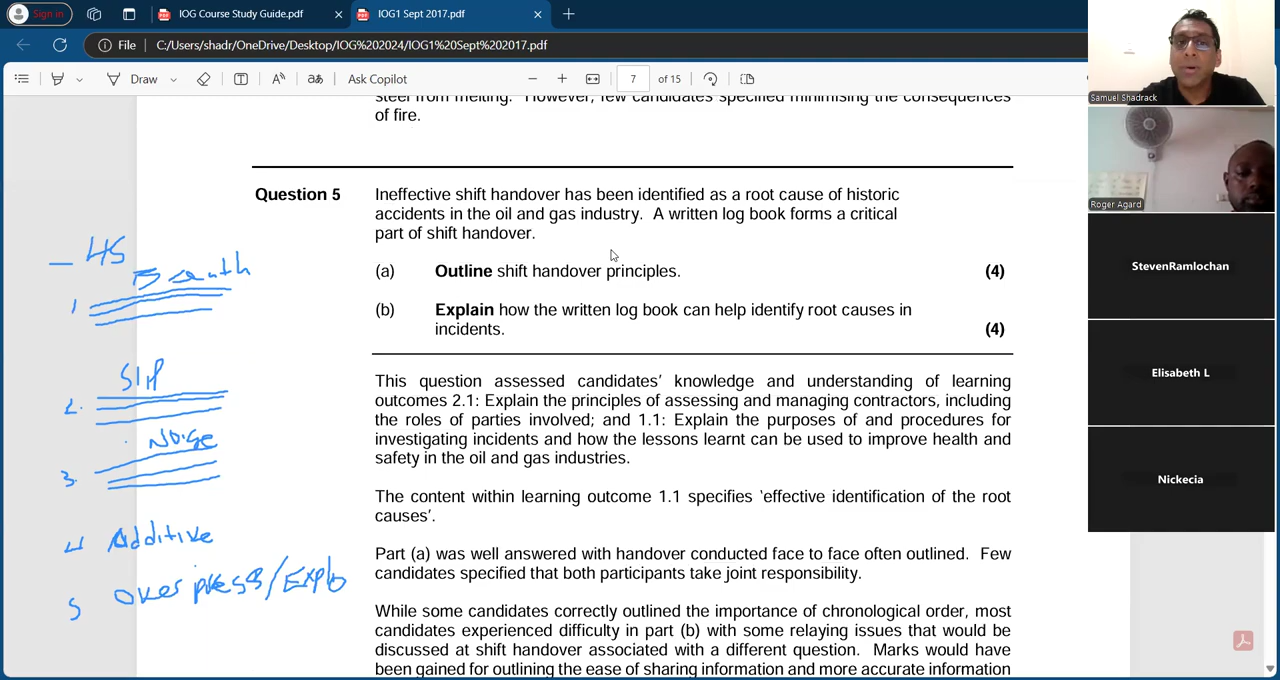 Sign in
IOG Course Study Guide.pdf
IOG1 Sept 2017.pdf
File
C:/Users/shadr/OneDrive/Desktop/IOG%202024/IOG1%20Sept%202017.pdf
Draw
Ask Copilot
7
of 15
steel from melting. However, few candidates specified minimising the consequences
of fire.
Question 5
Ineffective shift handover has been identified as a root cause of historic
accidents in the oil and gas industry. A written log book forms a critical
part of shift handover.
(a) Outline shift handover principles. (4)
(b) Explain how the written log book can help identify root causes in
incidents. (4)
This question assessed candidates' knowledge and understanding of learning
outcomes 2.1: Explain the principles of assessing and managing contractors, including
the roles of parties involved; and 1.1: Explain the purposes of and procedures for
investigating incidents and how the lessons learnt can be used to improve health and
safety in the oil and gas industries.
The content within learning outcome 1.1 specifies 'effective identification of the root
causes'.
Part (a) was well answered with handover conducted face to face often outlined. Few
candidates specified that both participants take joint responsibility.
While some candidates correctly outlined the importance of chronological order, most
candidates experienced difficulty in part (b) with some relaying issues that would be
discussed at shift handover associated with a different question. Marks would have
been gained for outlining the ease of sharing information and more accurate information
1
2.
Noise
3.
Additive
5
Samuel Shadrack
Roger Agard
StevenRamlochan
Elisabeth L
Nickecia